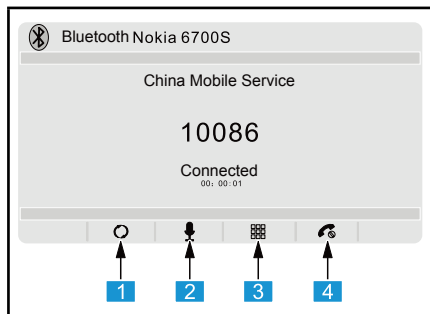 Bluetooth Nokia 6700S
China Mobile Service
10086
Connected
00: 00:01
1 2 3 4